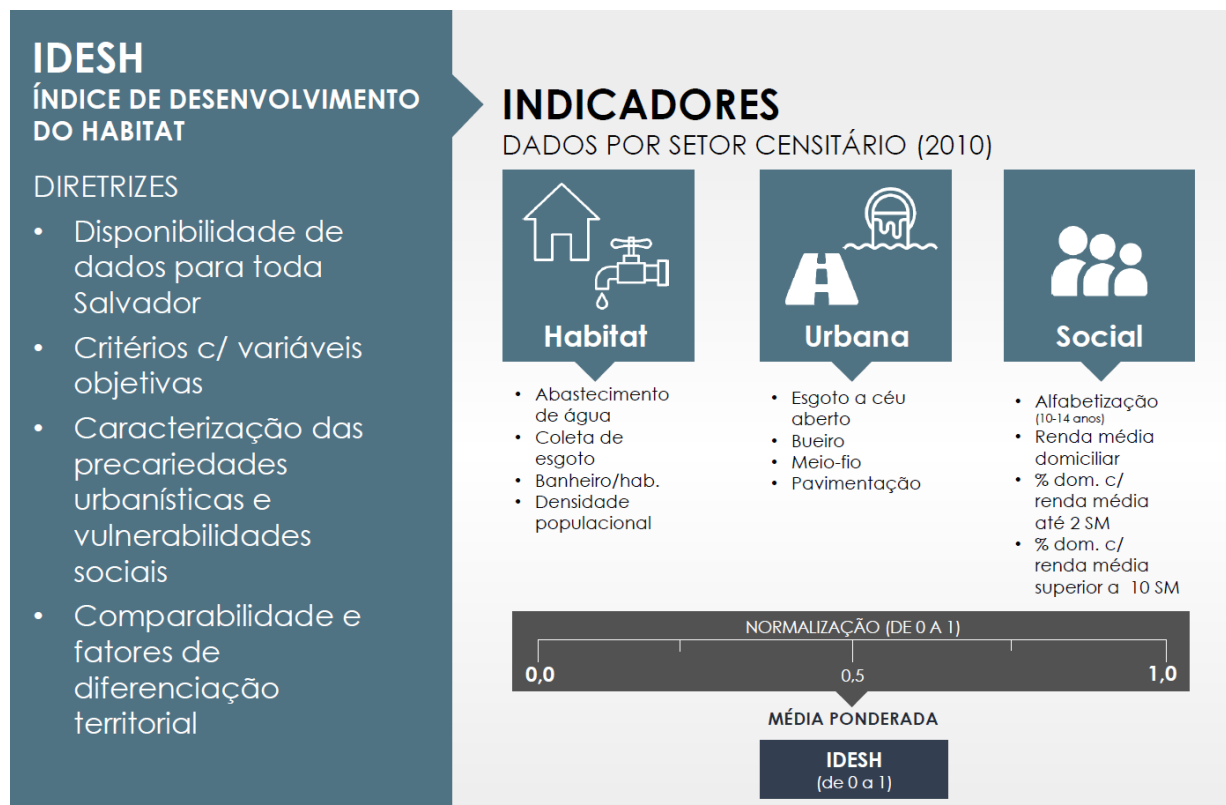 IDESH
ÍNDICE DE DESENVOLVIMENTO
DO HABITAT
DIRETRIZES
• Disponibilidade de
dados para toda
Salvador
• Critérios c/ variáveis
objetivas
• Caracterização das
precariedades
urbanísticas e
vulnerabilidades
sociais
• Comparabilidade e
fatores de
diferenciação
territorial
INDICADORES
DADOS POR SETOR CENSITÁRIO (2010)
Habitat
• Abastecimento
de água
• Coleta de
esgoto
• Banheiro/hab.
• Densidade
populacional
Urbana
• Esgoto a céu
aberto
• Bueiro
• Meio-fio
• Pavimentação
Social
• Alfabetização
(10-14 anos)
• Renda média
domiciliar
• % dom. c/
renda média
até 2 SM
• % dom. c/
renda média
superior a 10 SM
NORMALIZAÇÃO (DE 0 A 1)
0,0 0,5 1,0
MÉDIA PONDERADA
IDESH
(de 0 a 1)